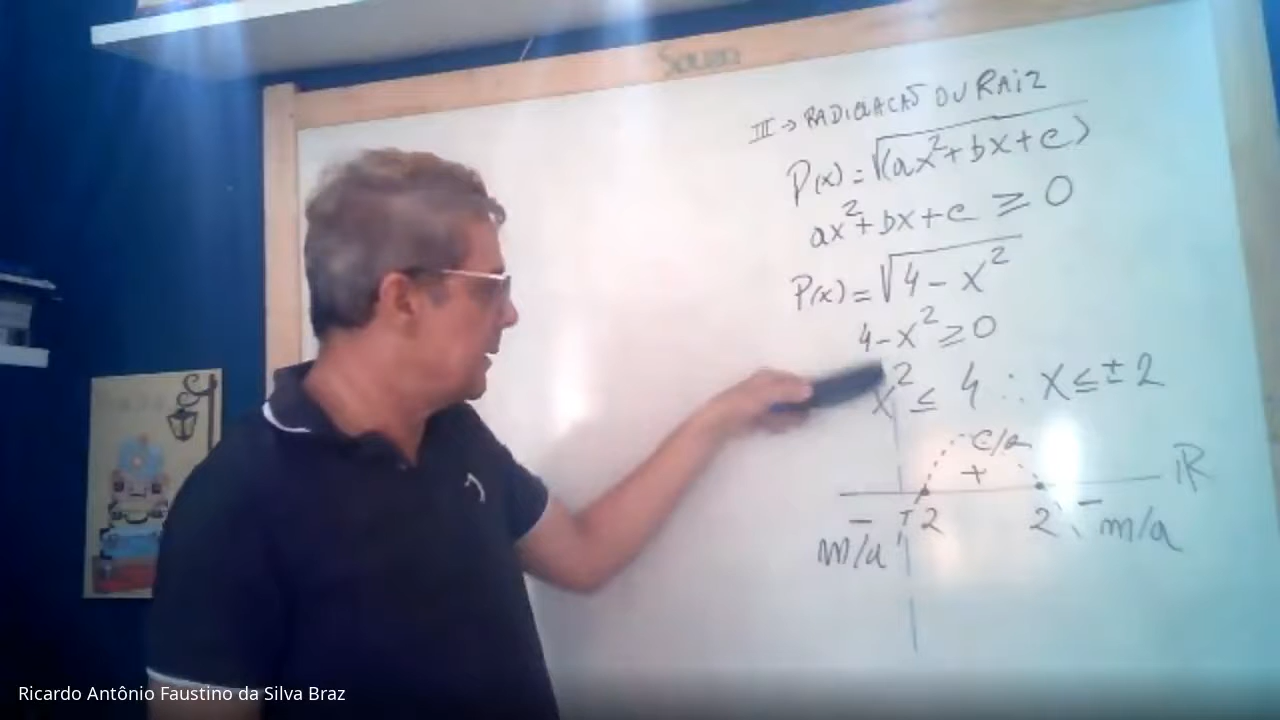 III → RADICIAÇÃO OU RAIZ
P(x) = √(ax²+bx+c)
ax²+bx+c ≥ 0
P(x) = √4 - x²
4-x² ≥ 0
x² ≤ 4 ∴ x ≤ ± 2
c/a
+
ℝ
- -2 2 -
m/a m/a
Ricardo Antônio Faustino da Silva Braz